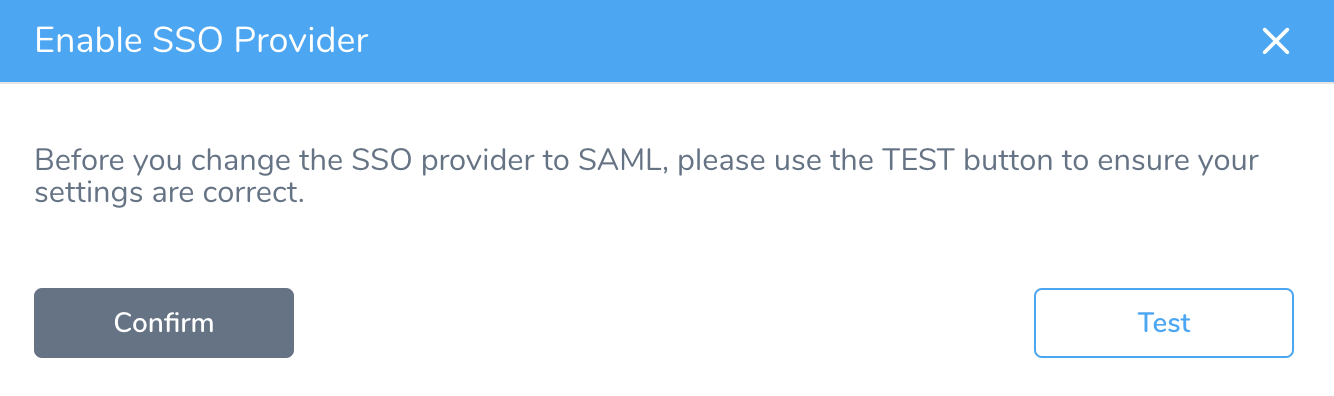 Enable SSO Provider
Before you change the SSO provider to SAML, please use the TEST button to ensure your
settings are correct.
Confirm
Test